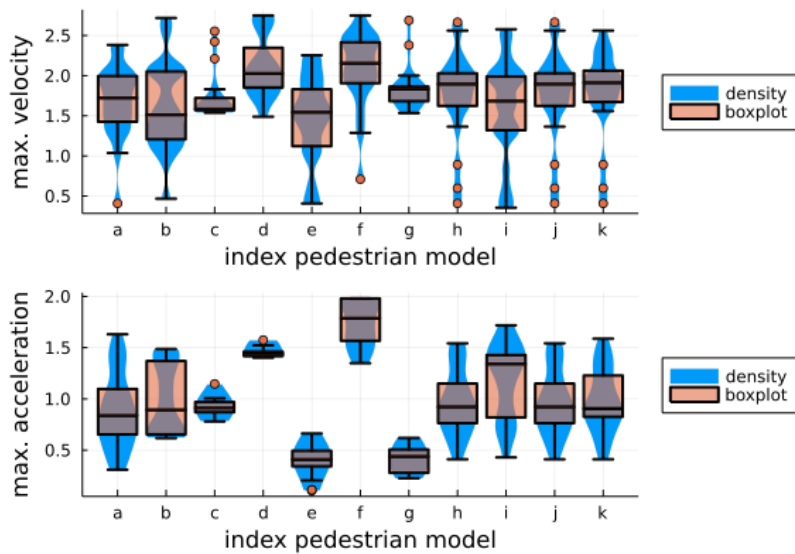 max. velocity
2.5
2.0
1.5
1.0
0.5
a b c d e f g h i j k
index pedestrian model
density
boxplot
max. acceleration
2.0
1.5
1.0
0.5
a b c d e f g h i j k
index pedestrian model
density
boxplot